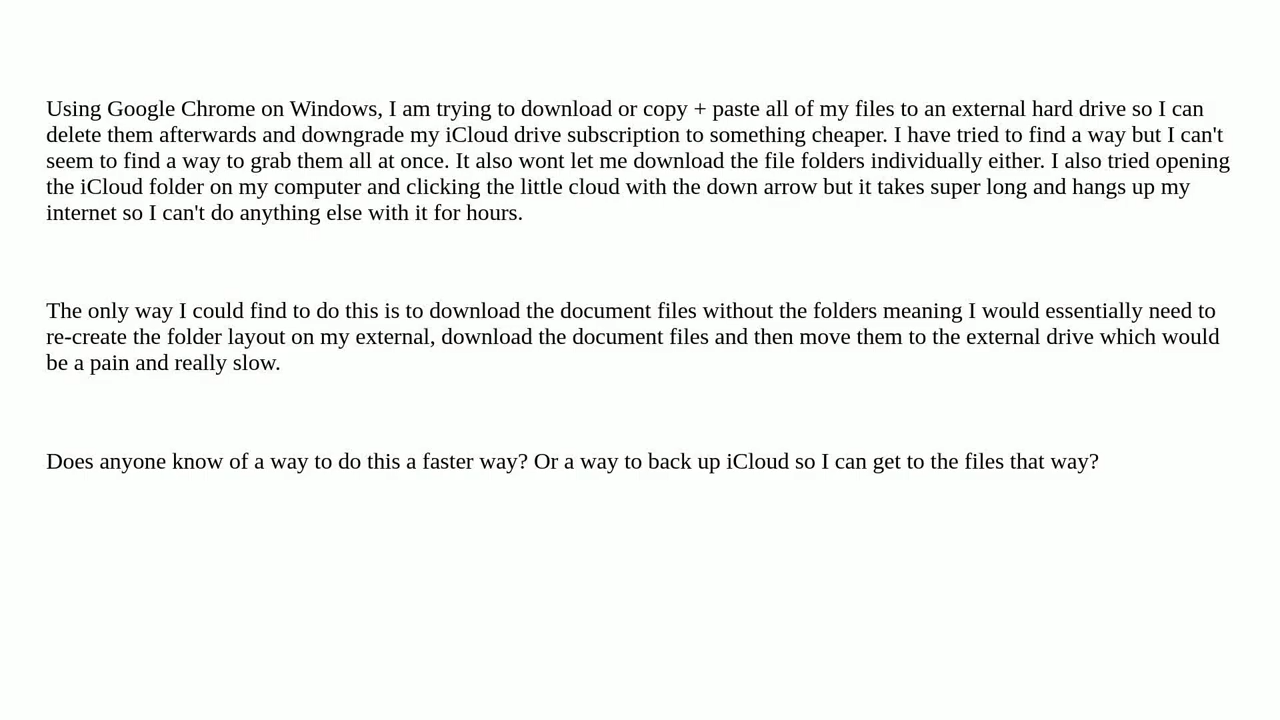 Using Google Chrome on Windows, I am trying to download or copy + paste all of my files to an external hard drive so I can
delete them afterwards and downgrade my iCloud drive subscription to something cheaper. I have tried to find a way but I can't
seem to find a way to grab them all at once. It also wont let me download the file folders individually either. I also tried opening
the iCloud folder on my computer and clicking the little cloud with the down arrow but it takes super long and hangs up my
internet so I can't do anything else with it for hours.
The only way I could find to do this is to download the document files without the folders meaning I would essentially need to
re-create the folder layout on my external, download the document files and then move them to the external drive which would
be a pain and really slow.
Does anyone know of a way to do this a faster way? Or a way to back up iCloud so I can get to the files that way?